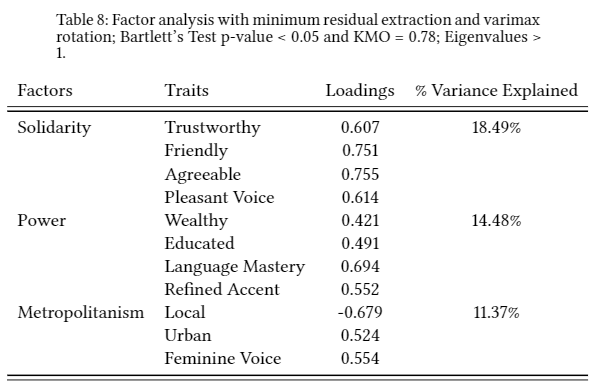 Table 8: Factor analysis with minimum residual extraction and varimax
rotation; Bartlett's Test p-value < 0.05 and KMO = 0.78; Eigenvalues >
1.
Factors Traits Loadings % Variance Explained
Solidarity Trustworthy 0.607 18.49%
Friendly 0.751
Agreeable 0.755
Pleasant Voice 0.614
Power Wealthy 0.421 14.48%
Educated 0.491
Language Mastery 0.694
Refined Accent 0.552
Metropolitanism Local -0.679 11.37%
Urban 0.524
Feminine Voice 0.554